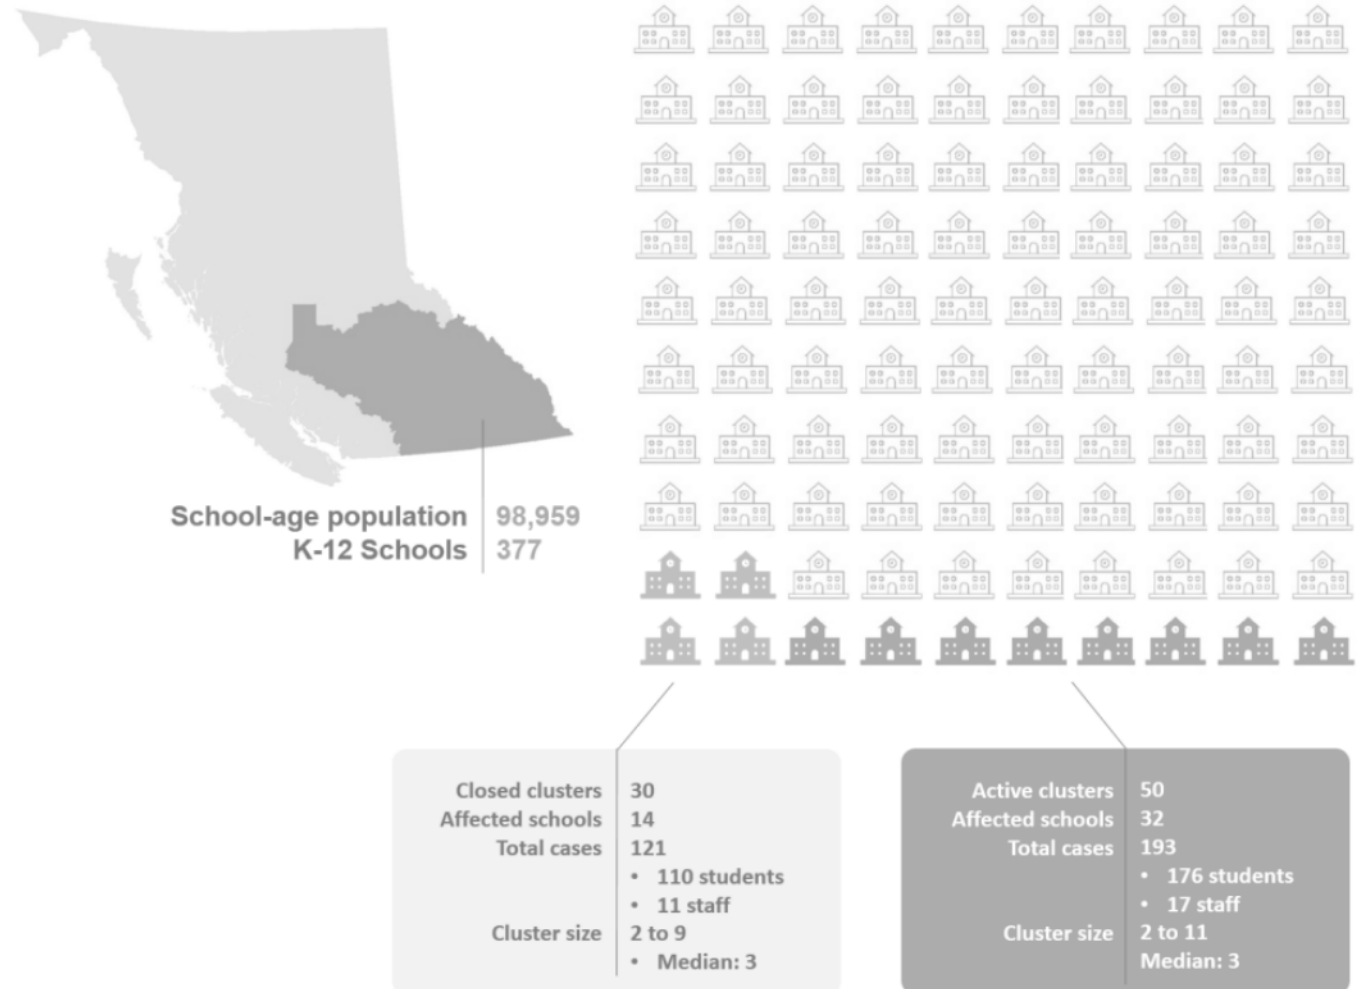 School-age population 98,959
K-12 Schools 377
Closed clusters 30
Affected schools 14
Total cases 121
• 110 students
• 11 staff
Cluster size 2 to 9
• Median: 3
Active clusters 50
Affected schools 32
Total cases 193
• 176 students
• 17 staff
Cluster size 2 to 11
Median: 3